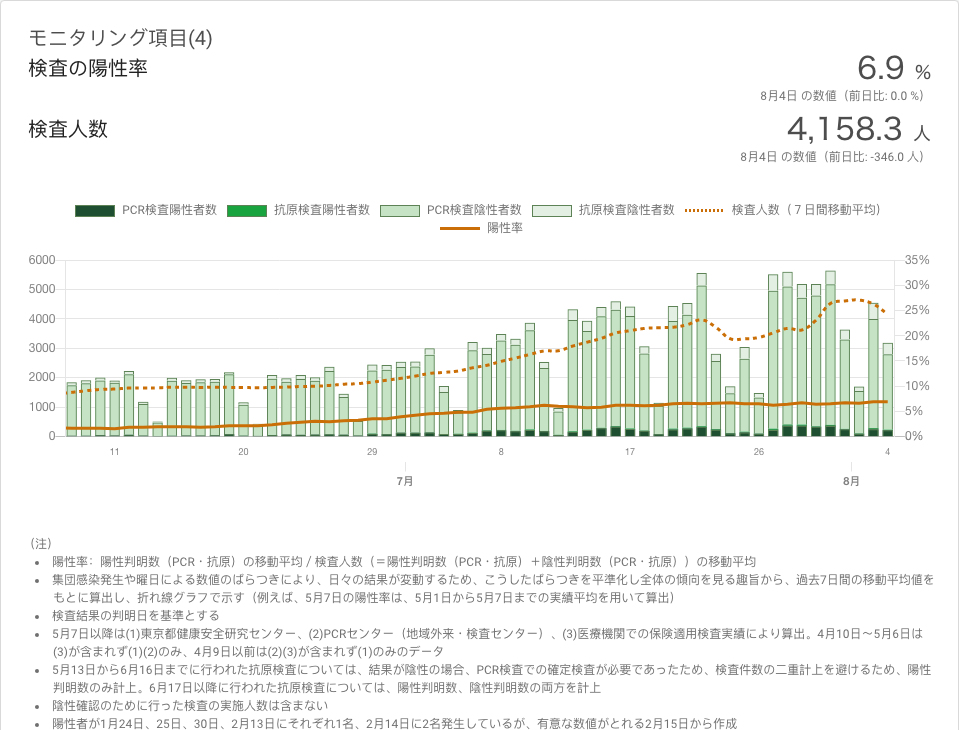 モニタリング項目(4)
検査の陽性率
6.9 %
8月4日 の数値（前日比: 0.0 %）
検査人数
4,158.3 人
8月4日 の数値（前日比: -346.0 人）
PCR検査陽性者数 抗原検査陽性者数 PCR検査陰性者数 抗原検査陰性者数 検査人数（７日間移動平均）
陽性率
6000 35%
5000 30%
4000 25%
3000 20%
2000 15%
1000 10%
0 5%
0%
11 20 29 8 17 26 4
7月 8月
（注）
• 陽性率：陽性判明数（PCR・抗原）の移動平均 / 検査人数（＝陽性判明数（PCR・抗原）＋陰性判明数（PCR・抗原））の移動平均
• 集団感染発生や曜日による数値のばらつきにより、日々の結果が変動するため、こうしたばらつきを平準化し全体の傾向を見る趣旨から、過去7日間の移動平均値を
もとに算出し、折れ線グラフで示す（例えば、5月7日の陽性率は、5月1日から5月7日までの実績平均を用いて算出）
• 検査結果の判明日を基準とする
• 5月7日以降は(1)東京都健康安全研究センター、(2)PCRセンター（地域外来・検査センター）、(3)医療機関での保険適用検査実績により算出。4月10日～5月6日は
(3)が含まれず(1)(2)のみ、4月9日以前は(2)(3)が含まれず(1)のみのデータ
• 5月13日から6月16日までに行われた抗原検査については、結果が陰性の場合、PCR検査での確定検査が必要であったため、検査件数の二重計上を避けるため、陽性
判明数のみ計上。6月17日以降に行われた抗原検査については、陽性判明数、陰性判明数の両方を計上
• 陰性確認のために行った検査の実施人数は含まない
• 陽性者が1月24日、25日、30日、2月13日にそれぞれ1名、2月14日に2名発生しているが、有意な数値がとれる2月15日から作成